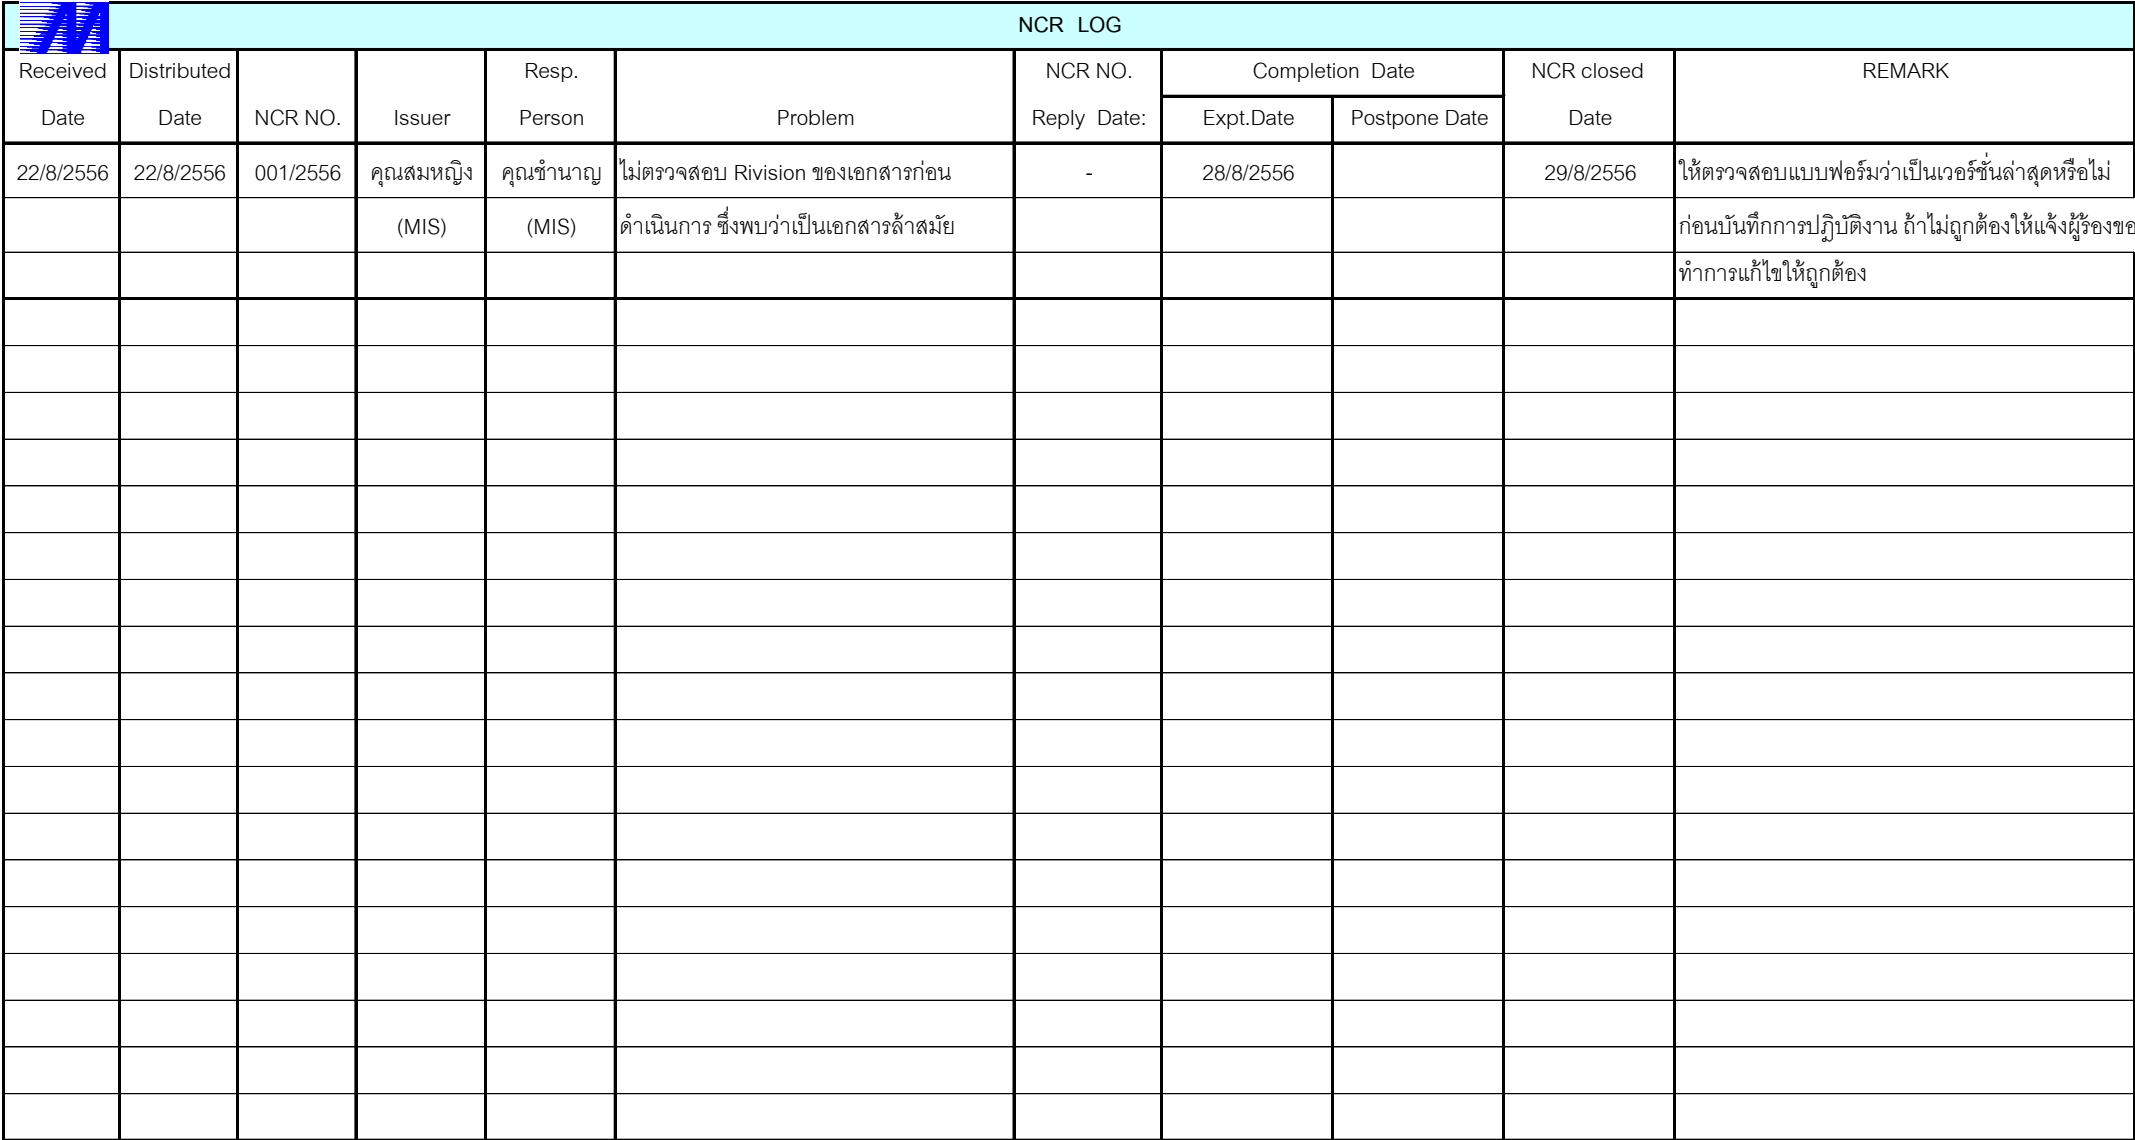 NCR LOG
Received Distributed Resp. NCR NO. Completion Date NCR closed REMARK
Date Date NCR NO. Issuer Person Problem Reply Date: Expt.Date Postpone Date Date
22/8/2556 22/8/2556 001/2556 คุณสมหญิง คุณชำนาญ ไม่ตรวจสอบ Rivision ของเอกสารก่อน - 28/8/2556 29/8/2556 ให้ตรวจสอบแบบฟอร์มว่าเป็นเวอร์ชั่นล่าสุดหรือไม่
(MIS) (MIS) ดำเนินการ ซึ่งพบว่าเป็นเอกสารล้าสมัย ก่อนบันทึกการปฎิบัติงาน ถ้าไม่ถูกต้องให้แจ้งผู้ร้องขอ
ทำการแก้ไขให้ถูกต้อง